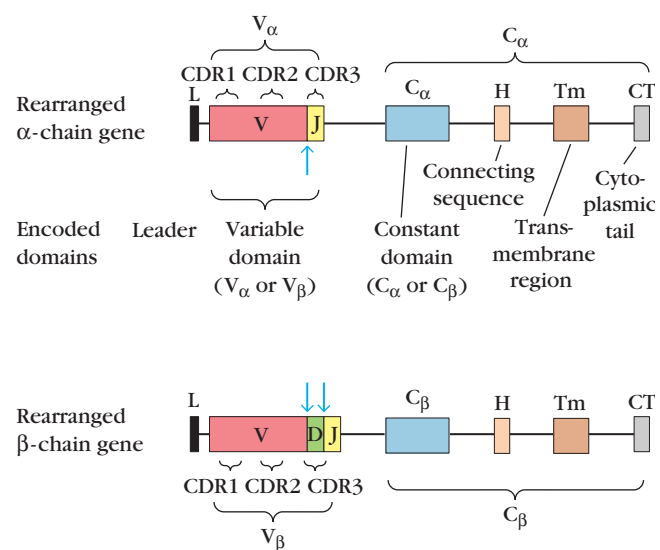 Vα Cα
CDR1 CDR2 CDR3
L Cα H Tm CT
Rearranged
α-chain gene
V J
Connecting
sequence
Cyto-
plasmic
tail
Encoded
domains
Leader
Variable
domain
(Vα or Vβ)
Constant
domain
(Cα or Cβ)
Trans-
membrane
region
L Cβ H Tm CT
Rearranged
β-chain gene
V D J
CDR1 CDR2 CDR3
Vβ Cβ